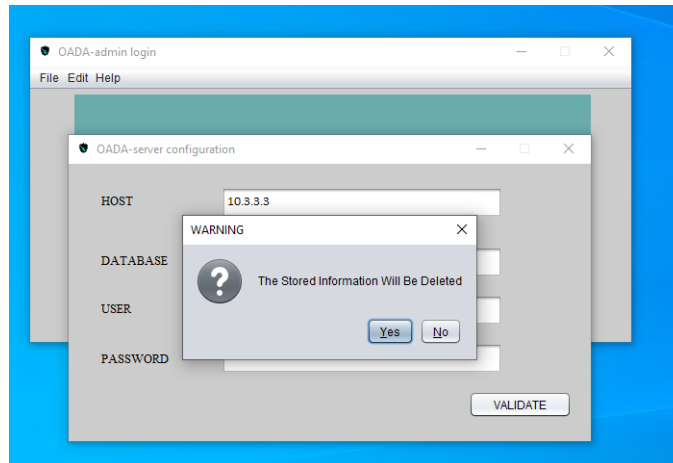 OADA-admin login
File Edit Help
OADA-server configuration
HOST 10.3.3.3
WARNING
DATABASE
The Stored Information Will Be Deleted
USER
Yes No
PASSWORD
VALIDATE